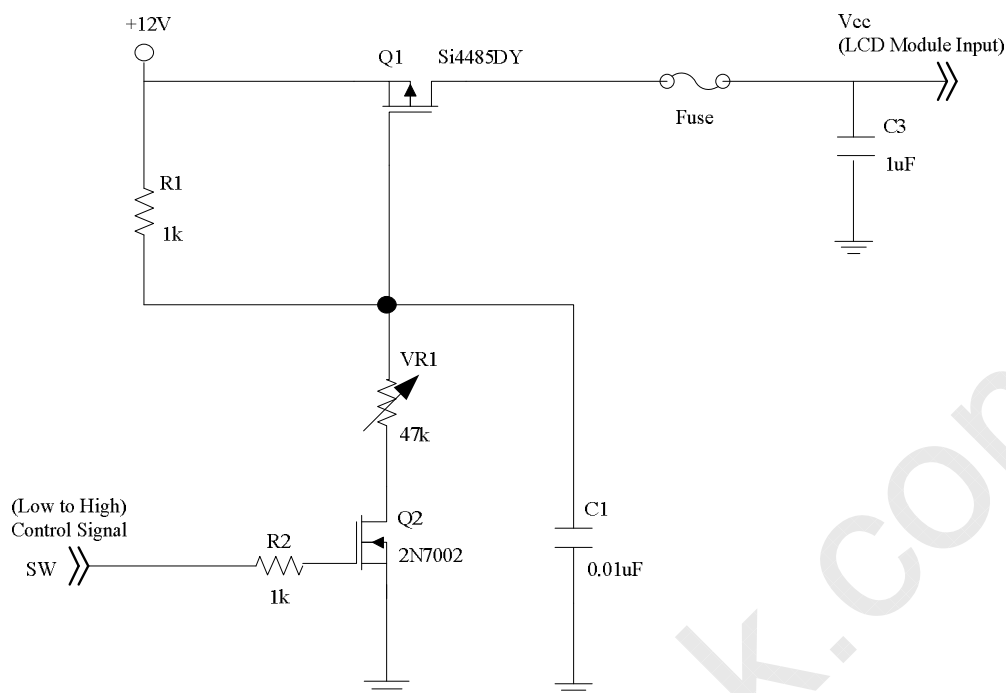 +12V
Q1
Si4485DY
Vcc
(LCD Module Input)
Fuse
C3
1uF
R1
1k
VR1
47k
(Low to High)
Control Signal
SW
R2
1k
Q2
2N7002
C1
0.01uF
k.com